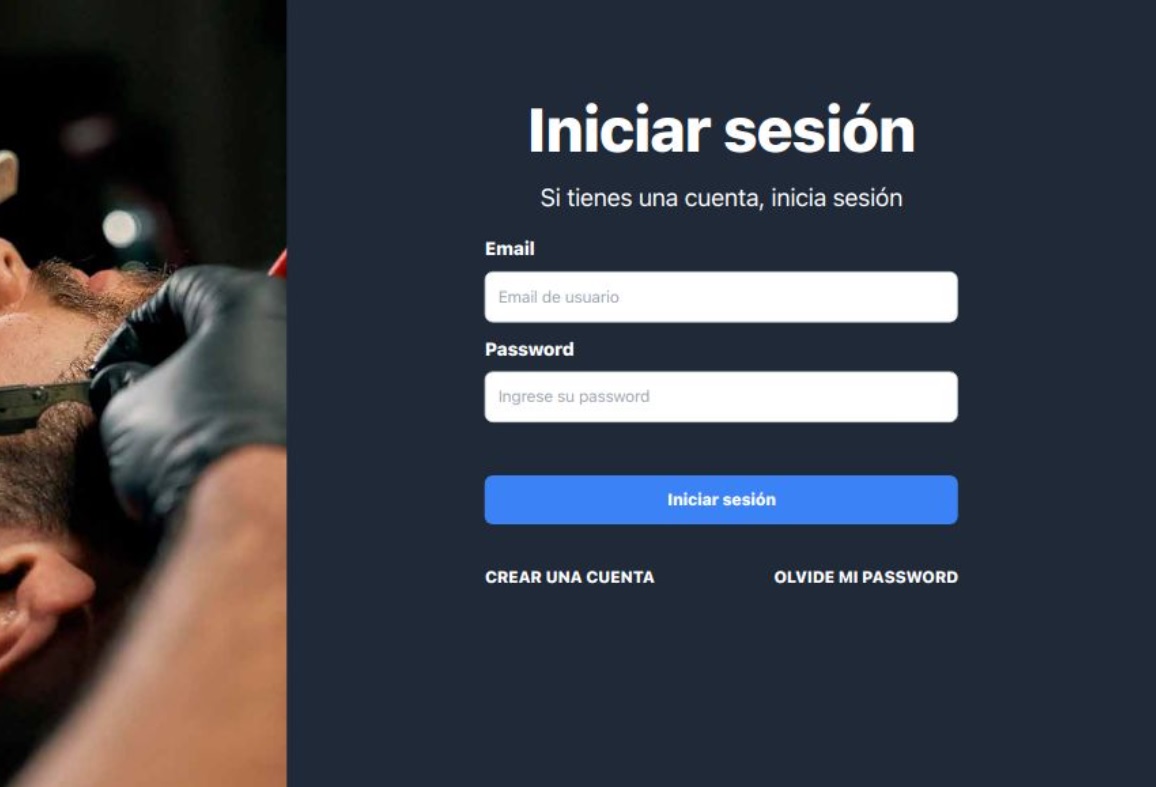 Iniciar sesión
Si tienes una cuenta, inicia sesión
Email
Email de usuario
Password
Ingrese su password
Iniciar sesión
CREAR UNA CUENTA OLVIDE MI PASSWORD